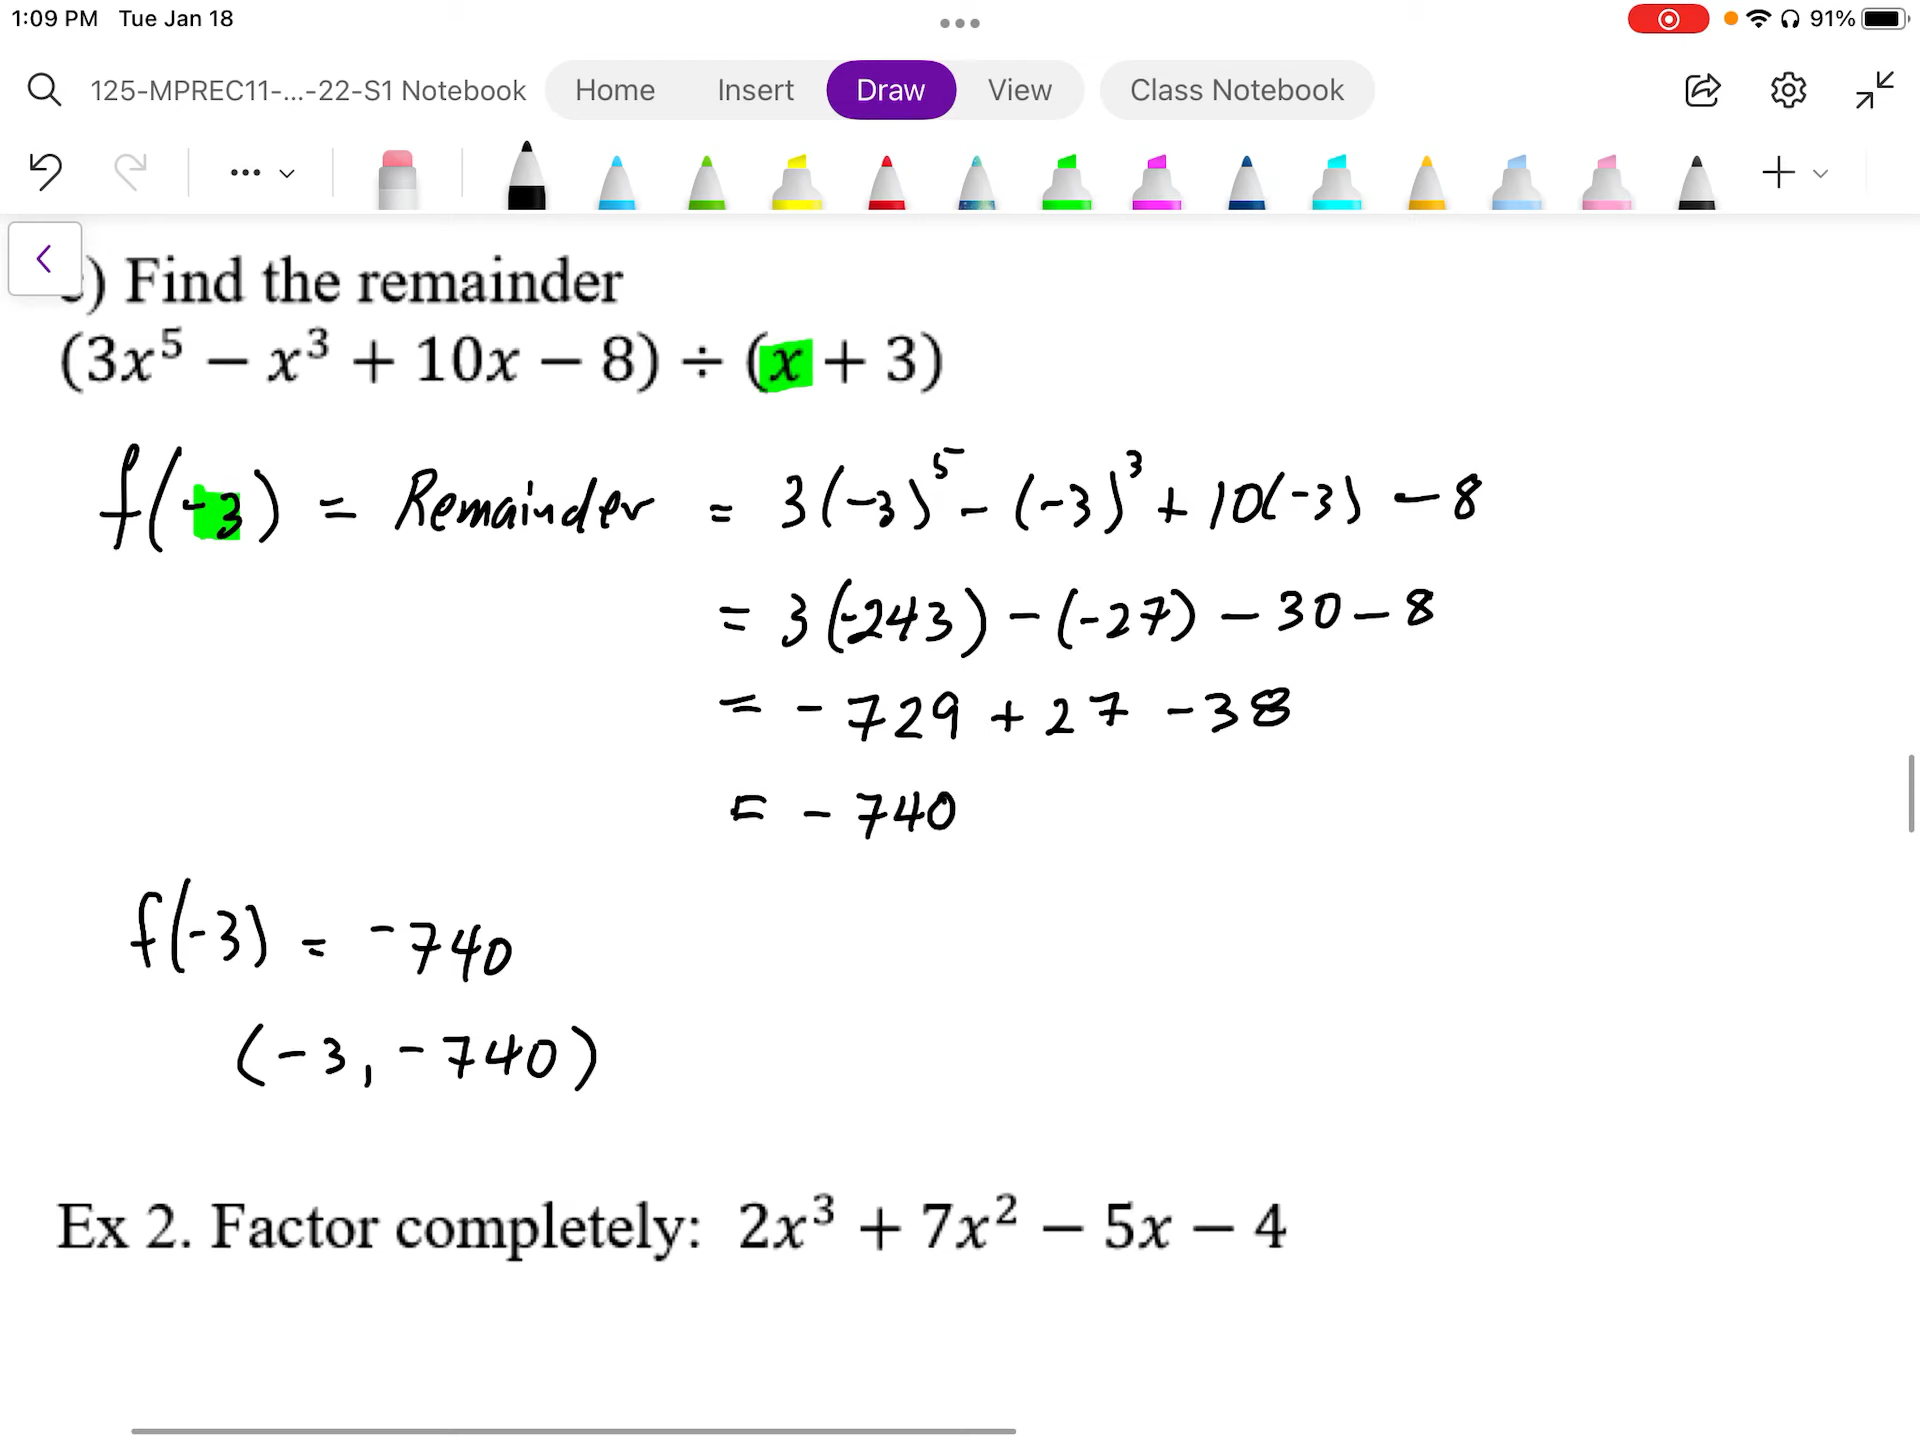 1:09 PM Tue Jan 18
91%
125-MPREC11-...-22-S1 Notebook Home Insert Draw View Class Notebook
) Find the remainder
(3x⁵ − x³ + 10x − 8) ÷ (x + 3)
f(-3) = Remainder = 3(-3)⁵ - (-3)³ + 10(-3) - 8
= 3(-243) - (-27) - 30 - 8
= - 729 + 27 - 38
= - 740
f(-3) = -740
(-3, -740)
Ex 2. Factor completely: 2x³ + 7x² − 5x − 4